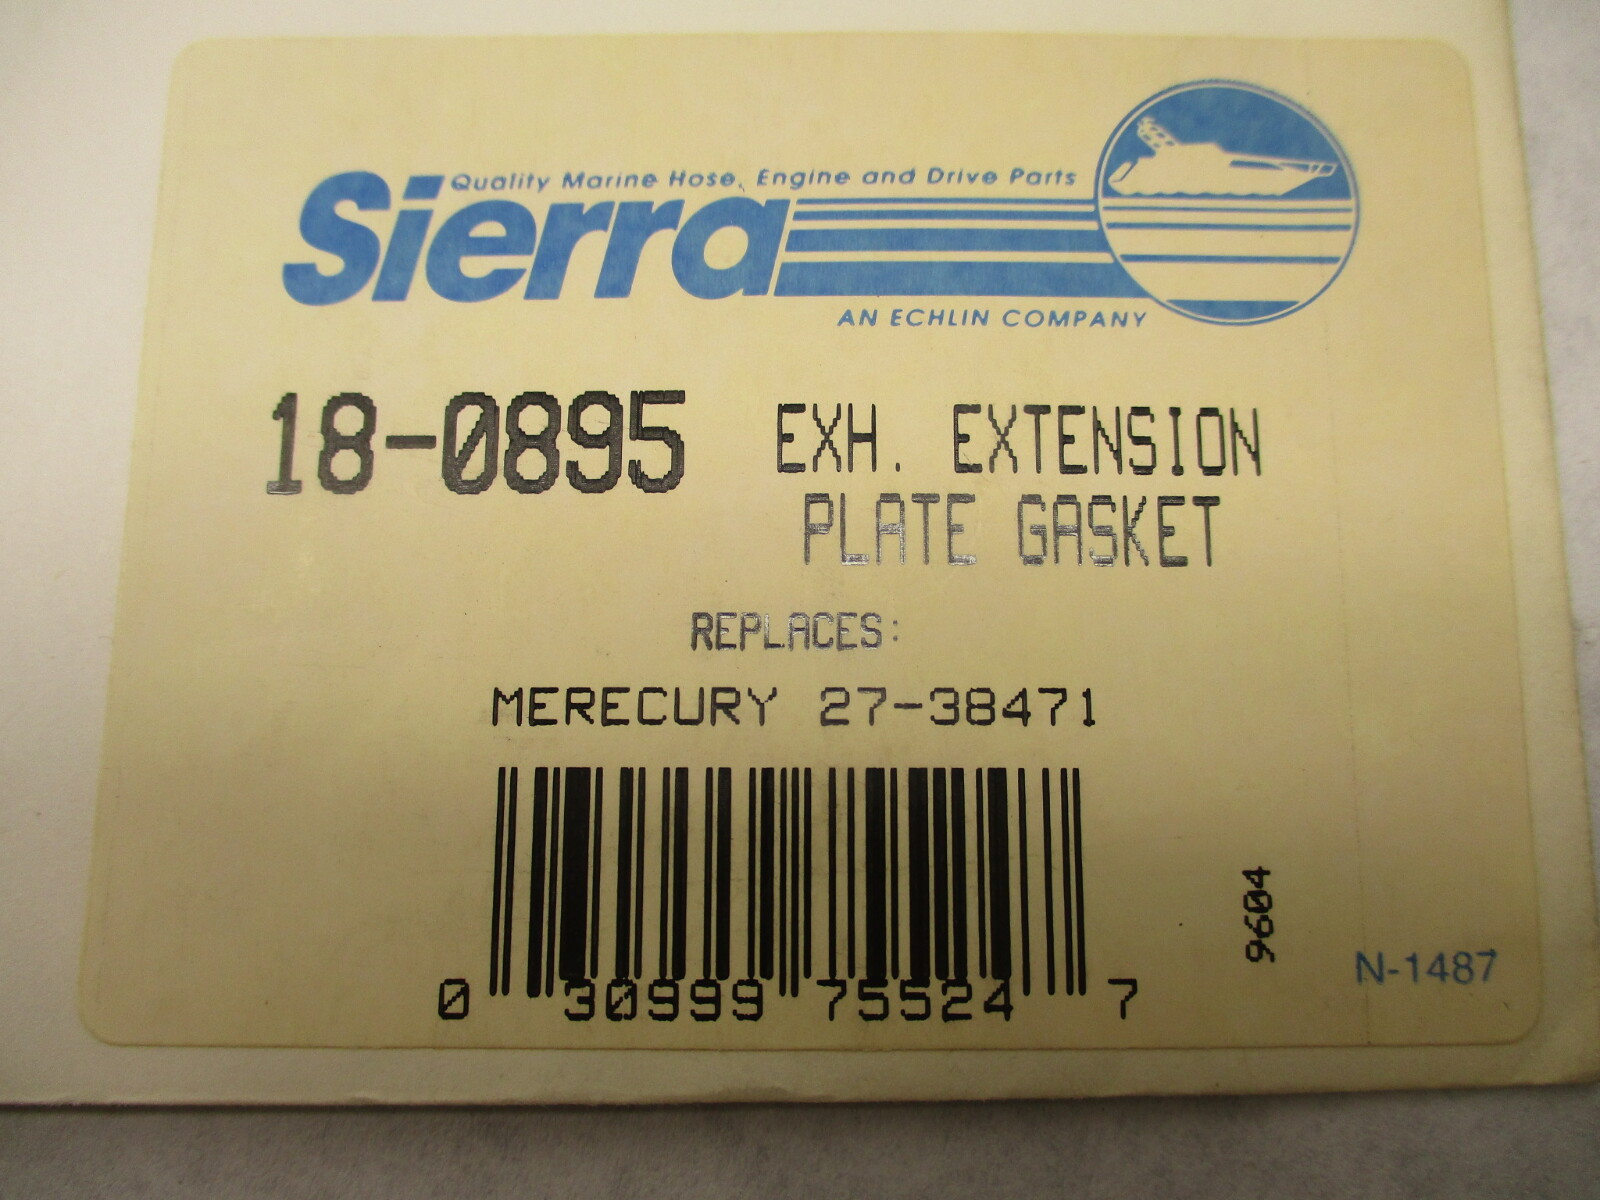 Quality Marine Hose, Engine and Drive Parts
Sierra
AN ECHLIN COMPANY
18-0895 EXH. EXTENSION
PLATE GASKET
REPLACES:
MERECURY 27-38471
0 30999 75524 7
9604
N-1487